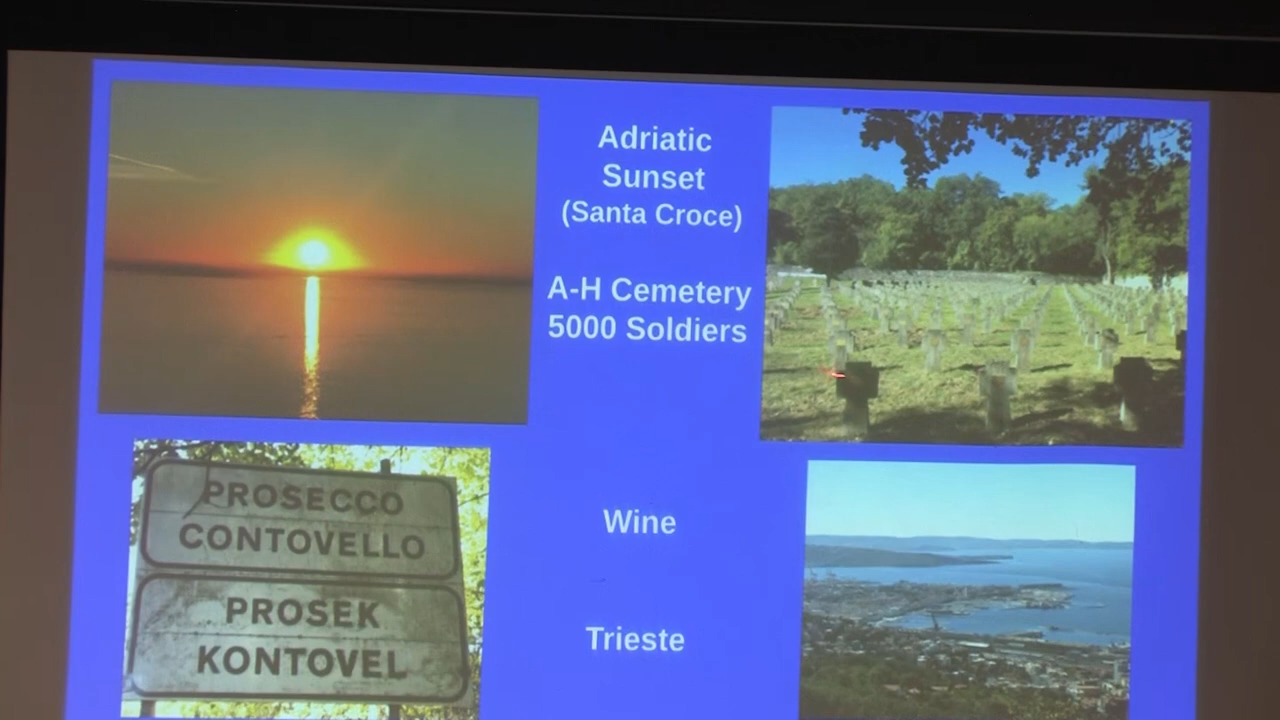 Adriatic
Sunset
(Santa Croce)
A-H Cemetery
5000 Soldiers
PROSECCO
CONTOVELLO
PROSEK
KONTOVEL
Wine
Trieste